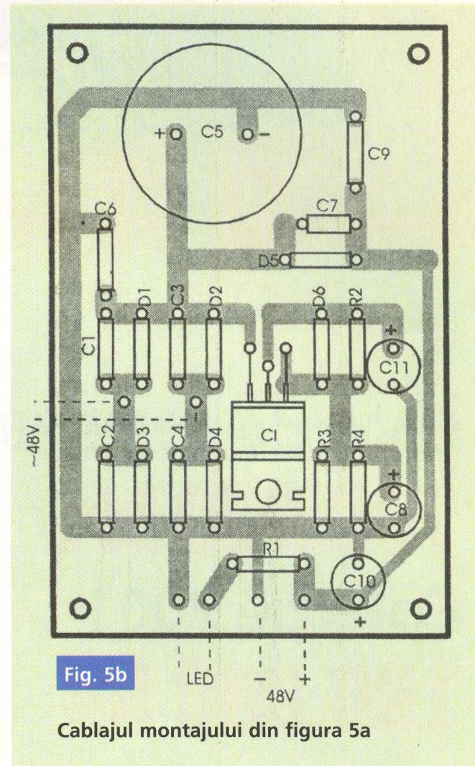 + C5 -
C9
C6
C7
D5
D1
C3
D2
D6
R2
C1
+
C11
~48V
C2
D3
C4
D4
CI
R3
R4
+
C8
R1
C10
+
LED
- +
48V
Fig. 5b
Cablajul montajului din figura 5a